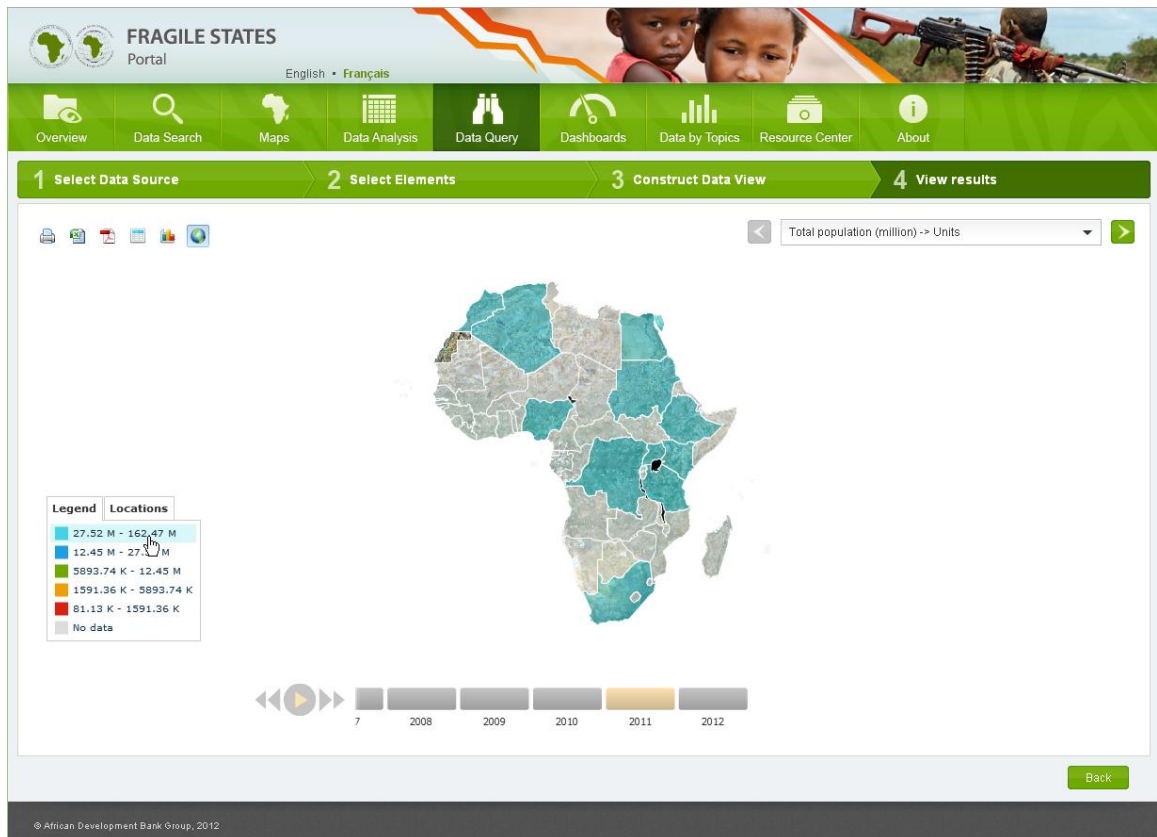 FRAGILE STATES
Portal
English • Français
Overview
Data Search
Maps
Data Analysis
Data Query
Dashboards
Data by Topics
Resource Center
About
1 Select Data Source
2 Select Elements
3 Construct Data View
4 View results
Total population (million) -> Units
Legend
Locations
27.52 M - 162.47 M
12.45 M - M
5893.74 K - 12.45 M
1591.36 K - 5893.74 K
81.13 K - 1591.36 K
No data
7
2008
2009
2010
2011
2012
Back
© African Development Bank Group, 2012